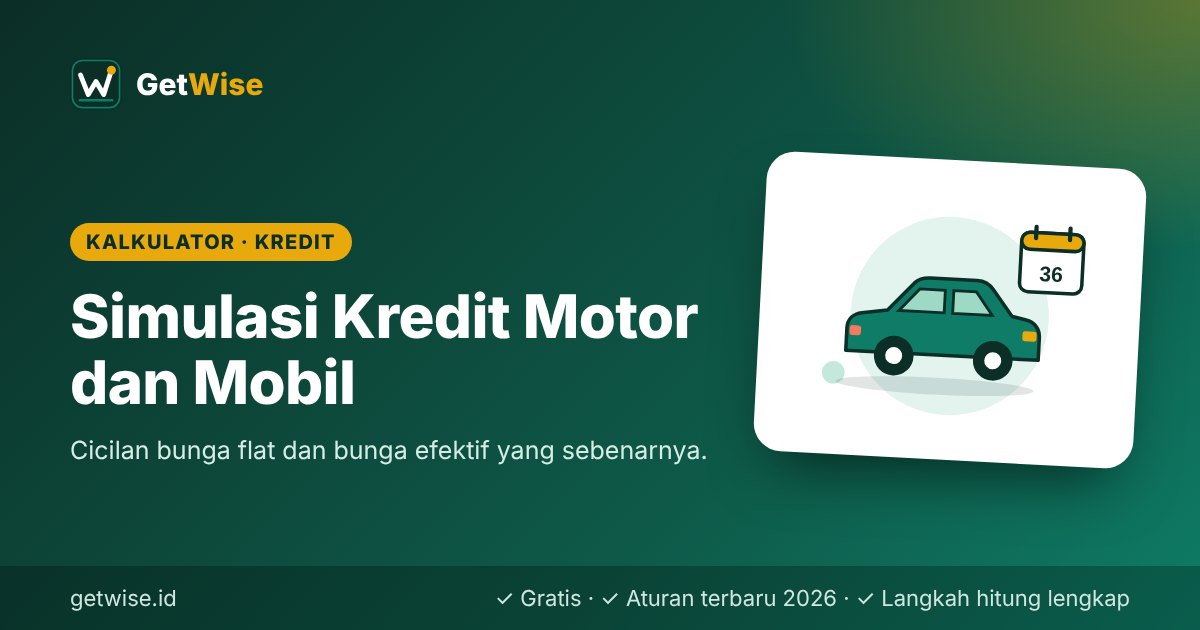 GetWise
KALKULATOR · KREDIT
Simulasi Kredit Motor
dan Mobil
Cicilan bunga flat dan bunga efektif yang sebenarnya.
36
getwise.id
✓ Gratis · ✓ Aturan terbaru 2026 · ✓ Langkah hitung lengkap